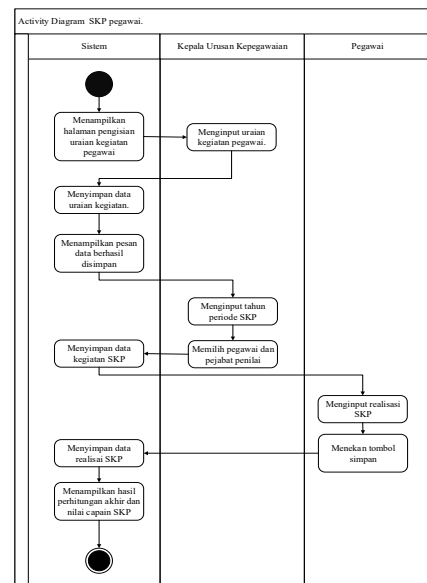 Activity Diagram SKP pegawai.
Sistem
Kepala Urusan Kepegawaian
Pegawai
Menampilkan
halaman pengisian
uraian kegiatan
pegawai
Menginput uraian
kegiatan pegawai.
Menyimpan data
uraian kegiatan.
Menampilkan pesan
data berhasil
disimpan
Menginput tahun
periode SKP
Memilih pegawai dan
pejabat penilai
Menyimpan data
kegiatan SKP
Menginput realisasi
SKP
Menekan tombol
simpan
Menyimpan data
realisai SKP
Menampilkan hasil
perhitungan akhir dan
nilai capain SKP